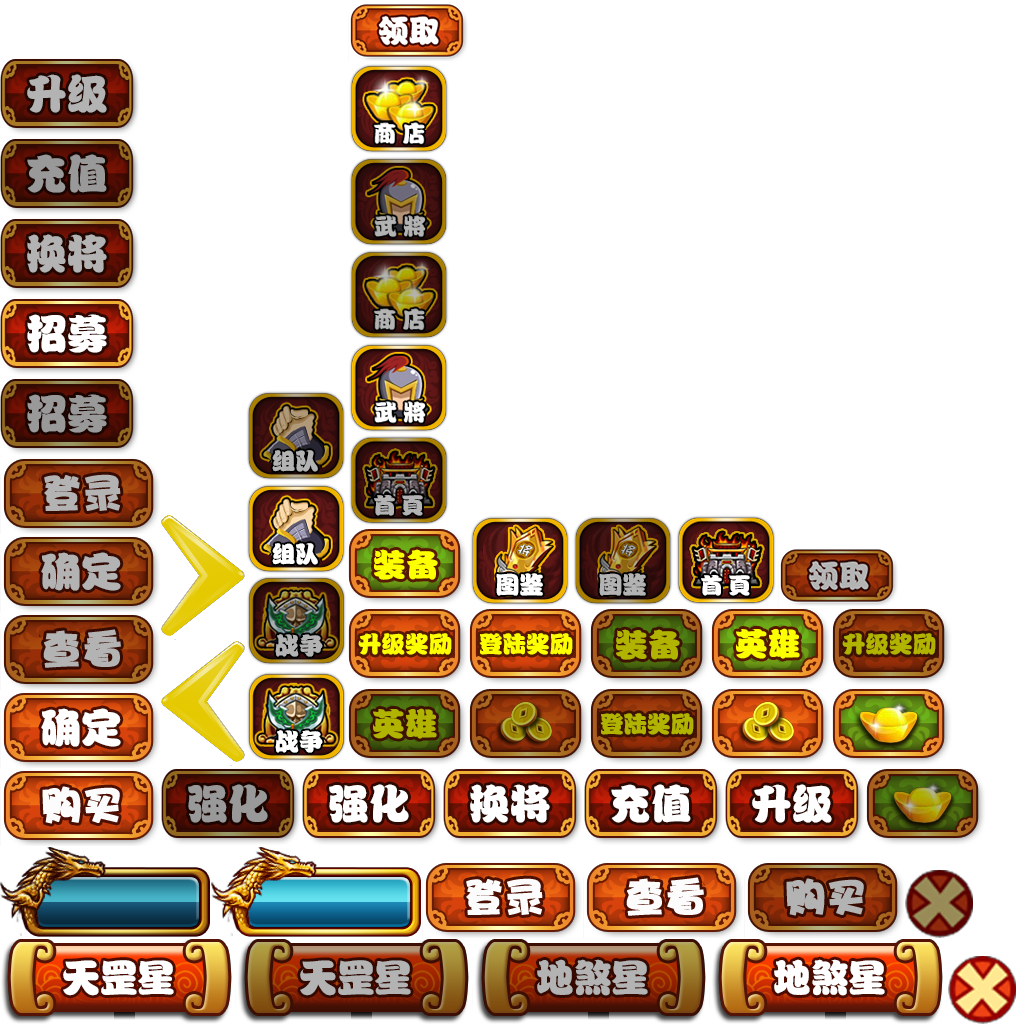 领取
商店
升级
充值
武將
换将
商店
招募
武將
招募
组队
登录
首頁
组队
确定
装备
图鉴
图鉴
首頁
领取
查看
战争
升级奖励
登陆奖励
装备
英雄
升级奖励
确定
战争
英雄
登陆奖励
购买
强化
强化
换将
充值
升级
登录
查看
购买
天罡星
天罡星
地煞星
地煞星